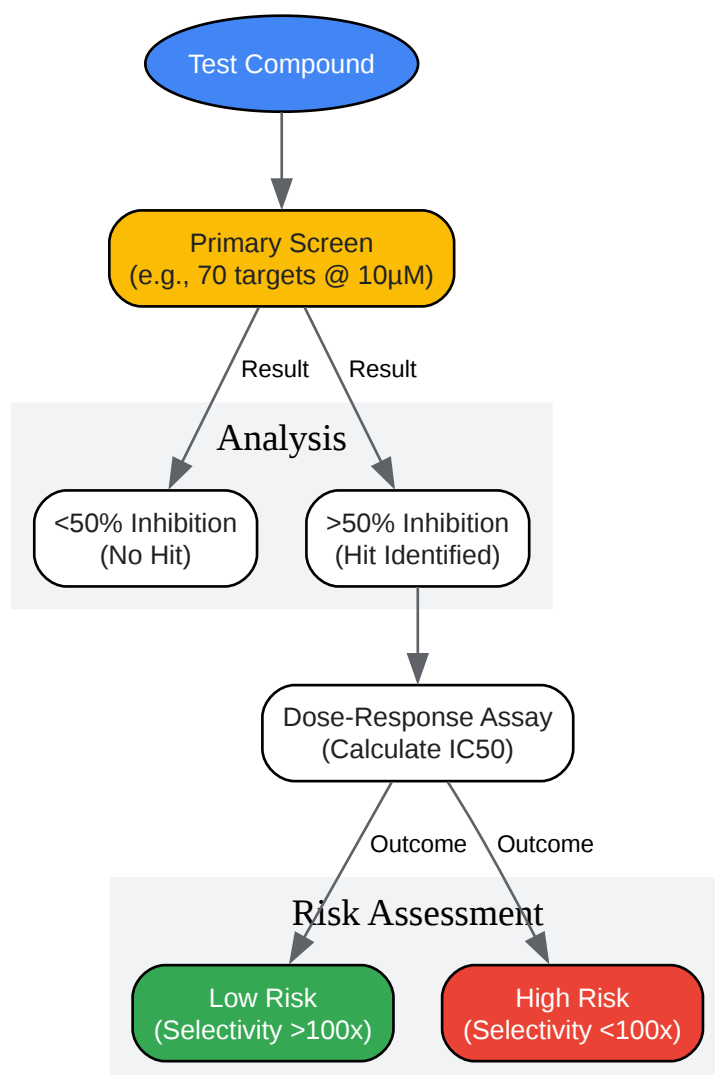 Test Compound
Primary Screen
(e.g., 70 targets @ 10µM)
Result
Result
Analysis
<50% Inhibition
(No Hit)
>50% Inhibition
(Hit Identified)
Dose-Response Assay
(Calculate IC50)
Outcome
Outcome
Risk Assessment
Low Risk
(Selectivity >100x)
High Risk
(Selectivity <100x)